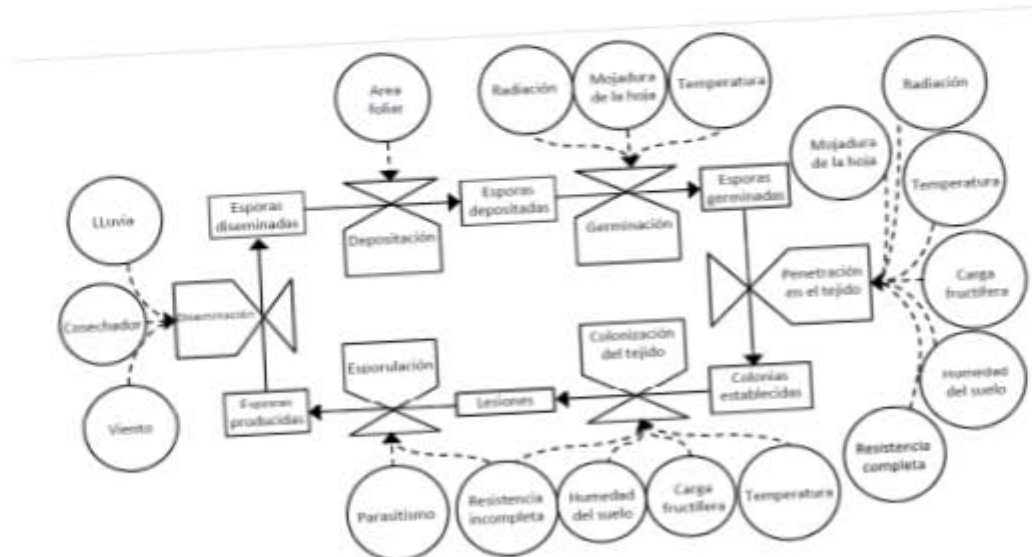 Area
foliar
Radiación
Mojadura
de la hoja
Temperatura
Radiación
Mojadura
de la hoja
Temperatura
LLuvia
Esporas
diseminadas
Depositación
Esporas
depositadas
Germinación
Esporas
germinadas
Penetración
en el tejido
Carga
fructífera
Cosechador
Diseminación
Esporulación
Colonización
del tejido
Colonias
establecidas
Humedad
del suelo
Viento
Esporas
producidas
Lesiones
Resistencia
completa
Parasitismo
Resistencia
incompleta
Humedad
del suelo
Carga
fructífera
Temperatura